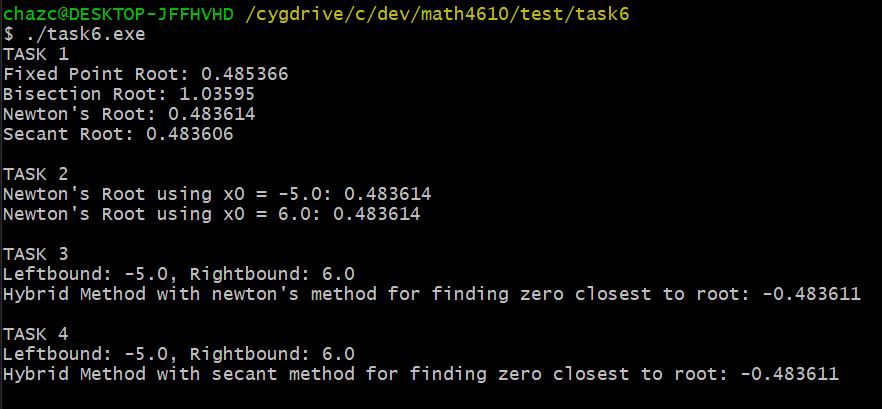 chazc@DESKTOP-JFFHVHD /cygdrive/c/dev/math4610/test/task6
$ ./task6.exe
TASK 1
Fixed Point Root: 0.485366
Bisection Root: 1.03595
Newton's Root: 0.483614
Secant Root: 0.483606
TASK 2
Newton's Root using x0 = -5.0: 0.483614
Newton's Root using x0 = 6.0: 0.483614
TASK 3
Leftbound: -5.0, Rightbound: 6.0
Hybrid Method with newton's method for finding zero closest to root: -0.483611
TASK 4
Leftbound: -5.0, Rightbound: 6.0
Hybrid Method with secant method for finding zero closest to root: -0.483611